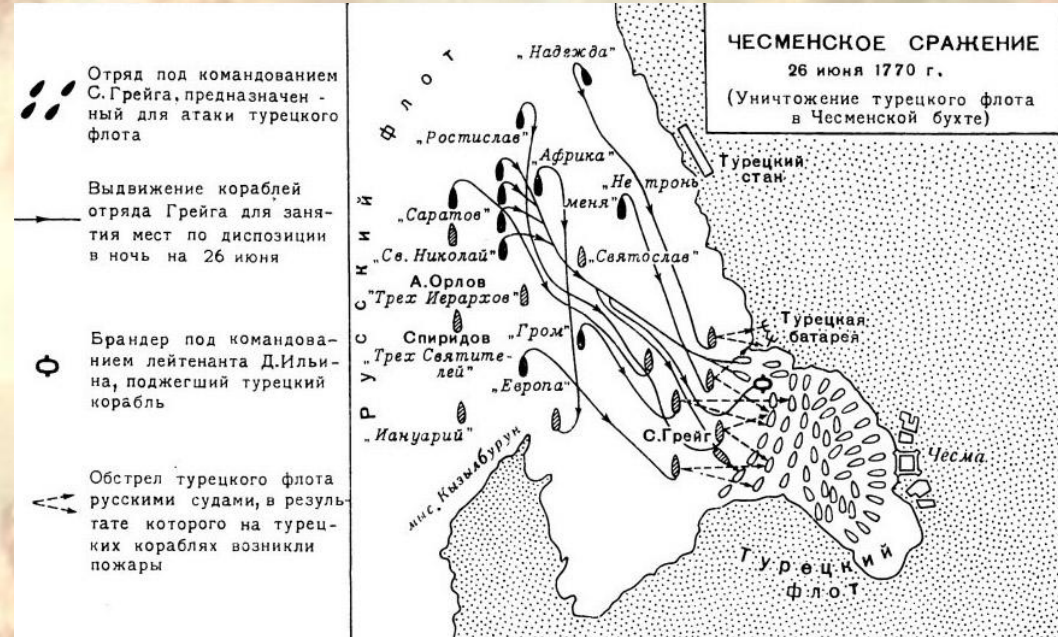 ЧЕСМЕНСКОЕ СРАЖЕНИЕ
26 июня 1770 г.
(Уничтожение турецкого флота
в Чесменской бухте)
Отряд под командованием
С. Грейга, предназначен -
ный для атаки турецкого
флота
Выдвижение кораблей
отряда Грейга для заня-
тия мест по диспозиции
в ночь на 26 июня
Брандер под командова-
нием лейтенанта Д.Ильи-
на, поджегший турецкий
корабль
Обстрел турецкого флота
русскими судами, в резуль-
тате которого на турец-
ких кораблях возникли
пожары
Русский флот
„Надежда"
„Ростислав"
„Африка"
„Не тронь
меня"
Турецкий
стан
„Саратов"
„Св. Николай"
„Святослав"
А.Орлов
"Трех Иерархов"
Спиридов
„Трех Святите-
лей"
„Гром"
„Европа"
„Иануарий"
мыс Кызылбурун
Турецкая
батарея
С.Грейг
Чесма
Турецкий
флот